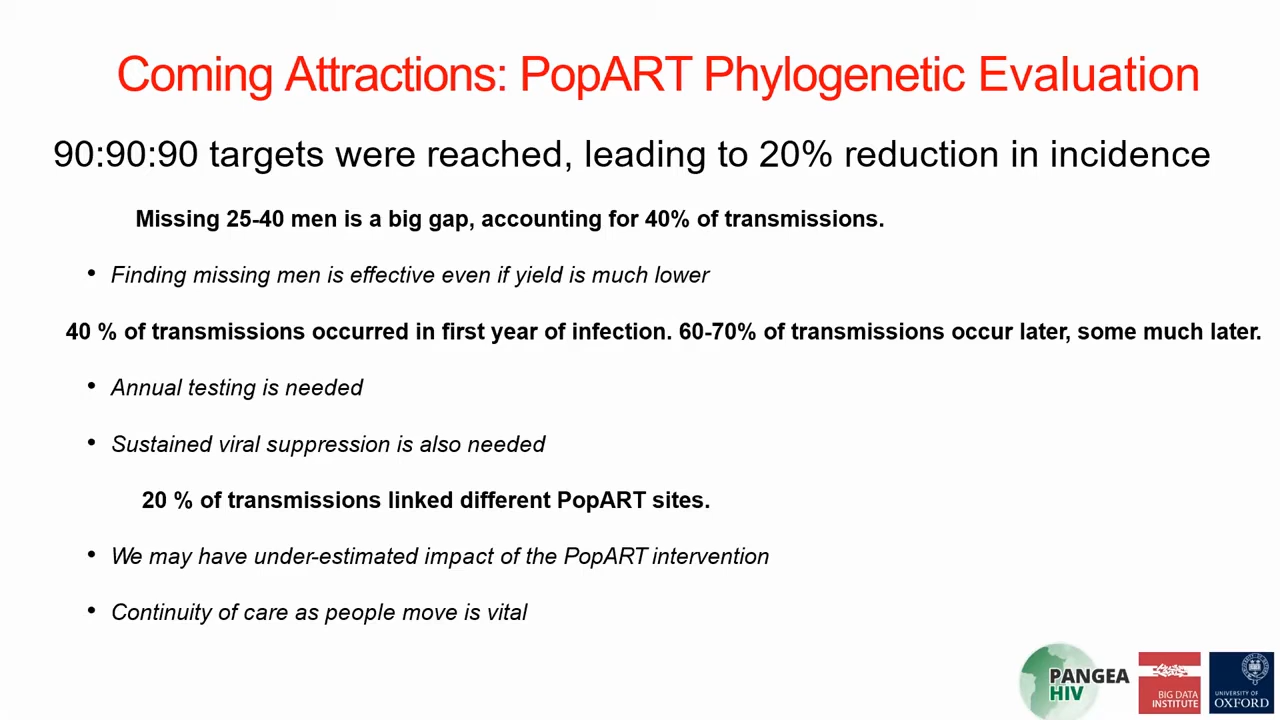 Coming Attractions: PopART Phylogenetic Evaluation
90:90:90 targets were reached, leading to 20% reduction in incidence
Missing 25-40 men is a big gap, accounting for 40% of transmissions.
• Finding missing men is effective even if yield is much lower
40 % of transmissions occurred in first year of infection. 60-70% of transmissions occur later, some much later.
• Annual testing is needed
• Sustained viral suppression is also needed
20 % of transmissions linked different PopART sites.
• We may have under-estimated impact of the PopART intervention
• Continuity of care as people move is vital
PANGEA
HIV
BIG DATA
INSTITUTE
UNIVERSITY OF
OXFORD